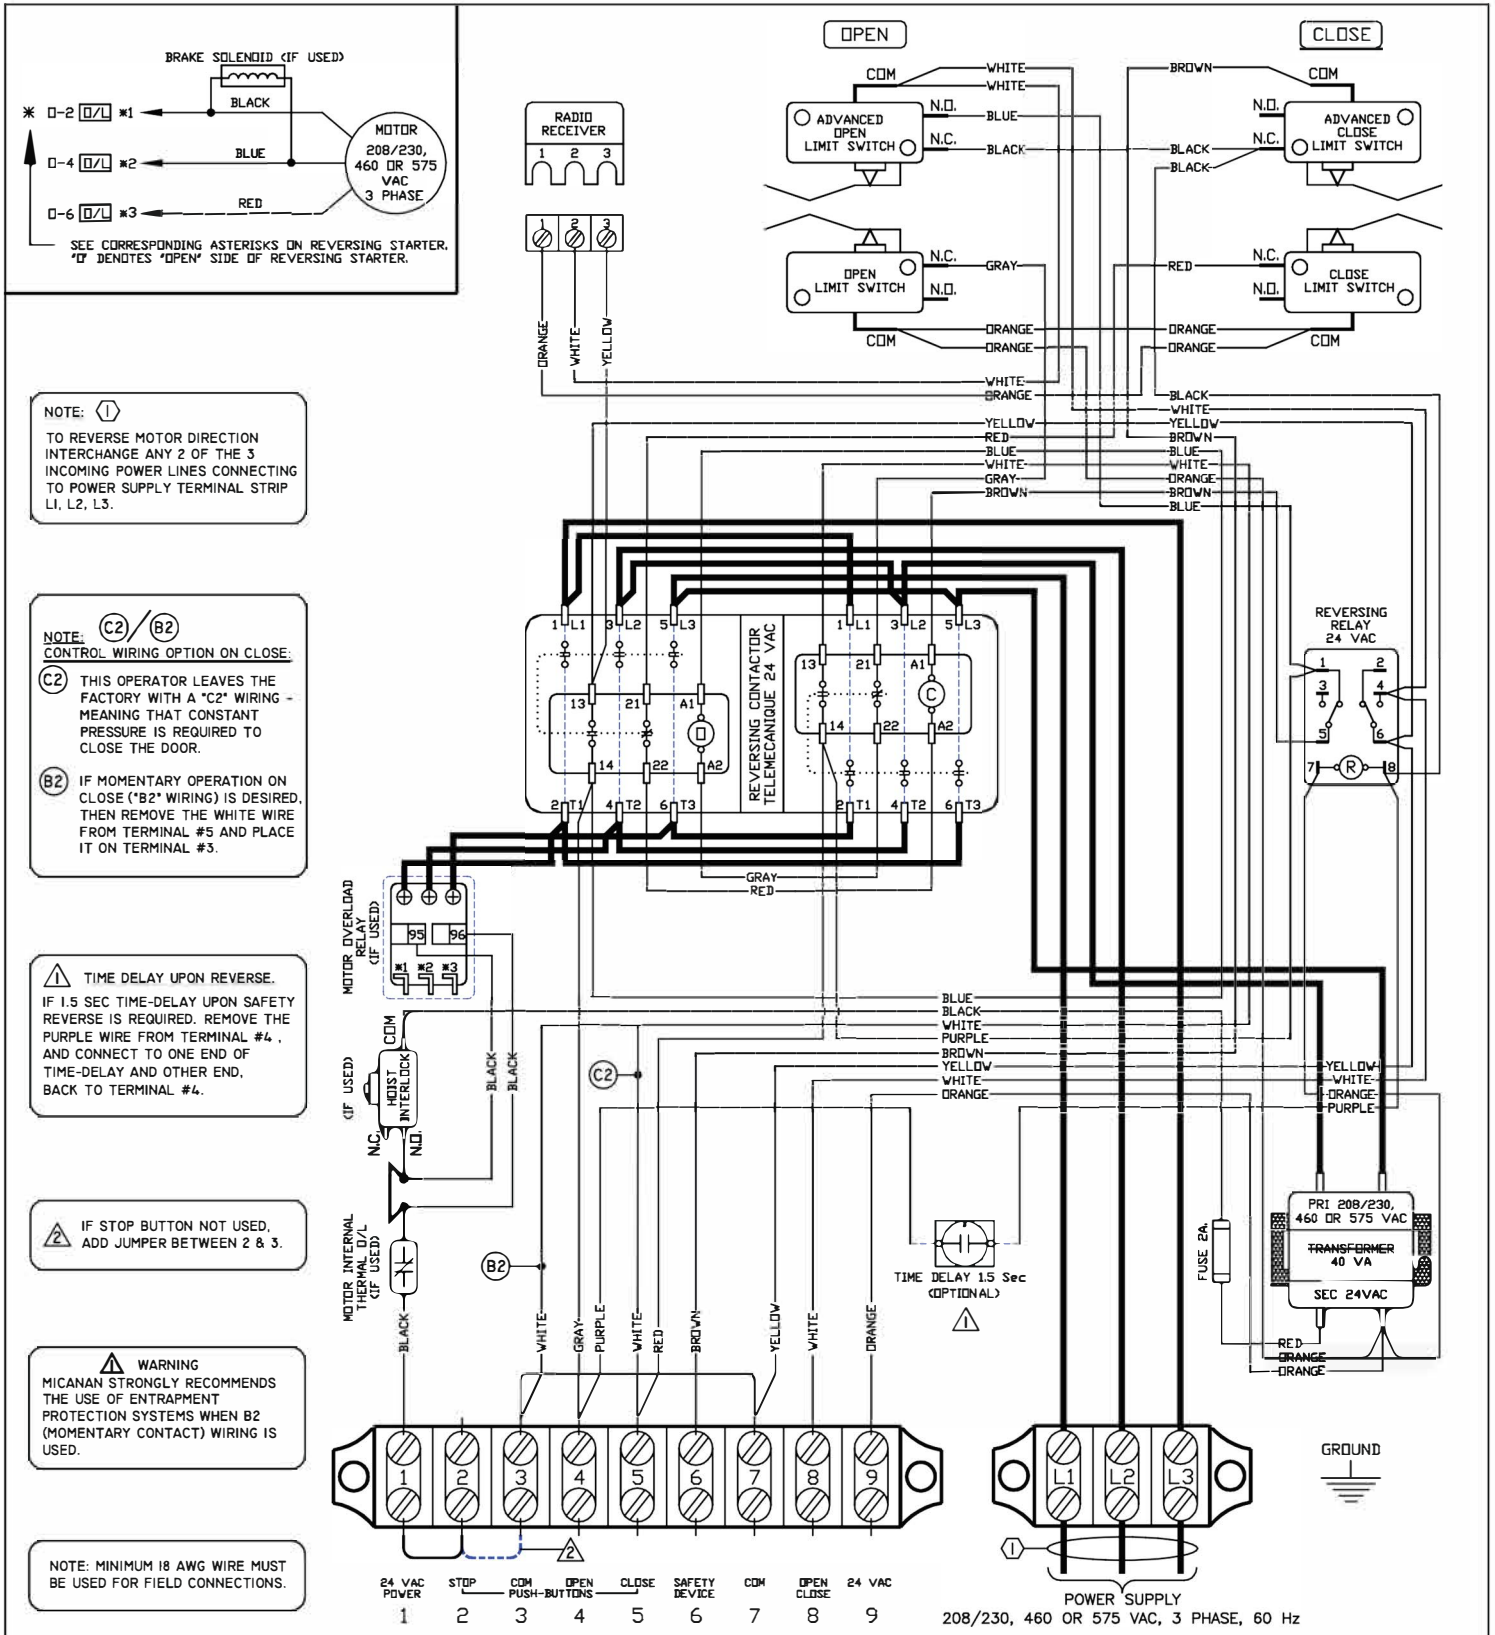 BRAKE SOLENOID (IF USED)
* O-2 O/L *1
BLACK
O-4 O/L *2
BLUE
O-6 O/L *3
RED
MOTOR
208/230,
460 OR 575
VAC
3 PHASE
SEE CORRESPONDING ASTERISKS ON REVERSING STARTER.
"O" DENOTES "OPEN" SIDE OF REVERSING STARTER.
NOTE: 1
TO REVERSE MOTOR DIRECTION
INTERCHANGE ANY 2 OF THE 3
INCOMING POWER LINES CONNECTING
TO POWER SUPPLY TERMINAL STRIP
L1, L2, L3.
NOTE: C2/B2
CONTROL WIRING OPTION ON CLOSE:
C2 THIS OPERATOR LEAVES THE
FACTORY WITH A "C2" WIRING -
MEANING THAT CONSTANT
PRESSURE IS REQUIRED TO
CLOSE THE DOOR.
B2 IF MOMENTARY OPERATION ON
CLOSE ("B2" WIRING) IS DESIRED,
THEN REMOVE THE WHITE WIRE
FROM TERMINAL #5 AND PLACE
IT ON TERMINAL #3.
1 TIME DELAY UPON REVERSE.
IF 1.5 SEC TIME-DELAY UPON SAFETY
REVERSE IS REQUIRED. REMOVE THE
PURPLE WIRE FROM TERMINAL #4 ,
AND CONNECT TO ONE END OF
TIME-DELAY AND OTHER END,
BACK TO TERMINAL #4.
2 IF STOP BUTTON NOT USED,
ADD JUMPER BETWEEN 2 & 3.
1 WARNING
MICANAN STRONGLY RECOMMENDS
THE USE OF ENTRAPMENT
PROTECTION SYSTEMS WHEN B2
(MOMENTARY CONTACT) WIRING IS
USED.
NOTE: MINIMUM 18 AWG WIRE MUST
BE USED FOR FIELD CONNECTIONS.
RADIO
RECEIVER
1 2 3
1 2 3
ORANGE
WHITE
YELLOW
OPEN
COM
WHITE
WHITE
N.O.
BLUE
ADVANCED
OPEN
LIMIT SWITCH
N.C.
BLACK
N.C.
GRAY
OPEN
LIMIT SWITCH
N.O.
COM
ORANGE
ORANGE
CLOSE
BROWN
COM
N.O.
ADVANCED
CLOSE
LIMIT SWITCH
N.C.
BLACK
BLACK
RED
N.C.
CLOSE
LIMIT SWITCH
N.O.
ORANGE
COM
ORANGE
WHITE
ORANGE BLACK
WHITE
YELLOW YELLOW
RED BROWN
BLUE BLUE
WHITE WHITE
GRAY ORANGE
BROWN BROWN
BLUE
1 L1 3 L2 5 L3
13 21 A1
O
14 22 A2
2 T1 4 T2 6 T3
REVERSING CONTACTOR
TELEMECANIQUE 24 VAC
1 L1 3 L2 5 L3
13 21 A1
C
14 22 A2
2 T1 4 T2 6 T3
GRAY
RED
REVERSING
RELAY
24 VAC
1 2
3 4
5 6
7 R 8
MOTOR OVERLOAD
RELAY
(IF USED)
95 96
*1 *2 *3
BLACK
BLACK
COM
HOIST
INTERLOCK
(IF USED)
N.C.
N.O.
MOTOR INTERNAL
THERMAL O/L
(IF USED)
BLACK
C2
B2
BLUE
BLACK
WHITE
PURPLE
BROWN
YELLOW YELLOW
WHITE WHITE
ORANGE ORANGE
PURPLE
WHITE
GRAY
PURPLE
WHITE
RED
BROWN
YELLOW
WHITE
ORANGE
TIME DELAY 1.5 Sec
(OPTIONAL)
1
FUSE 2A.
PRI 208/230,
460 OR 575 VAC
TRANSFORMER
40 VA
SEC 24VAC
RED
ORANGE
ORANGE
1 2 3 4 5 6 7 8 9
L1 L2 L3
GROUND
2
1
24 VAC
POWER
STOP
COM
OPEN
CLOSE
PUSH-BUTTONS
SAFETY
DEVICE
COM
OPEN
CLOSE
24 VAC
1 2 3 4 5 6 7 8 9
POWER SUPPLY
208/230, 460 OR 575 VAC, 3 PHASE, 60 Hz